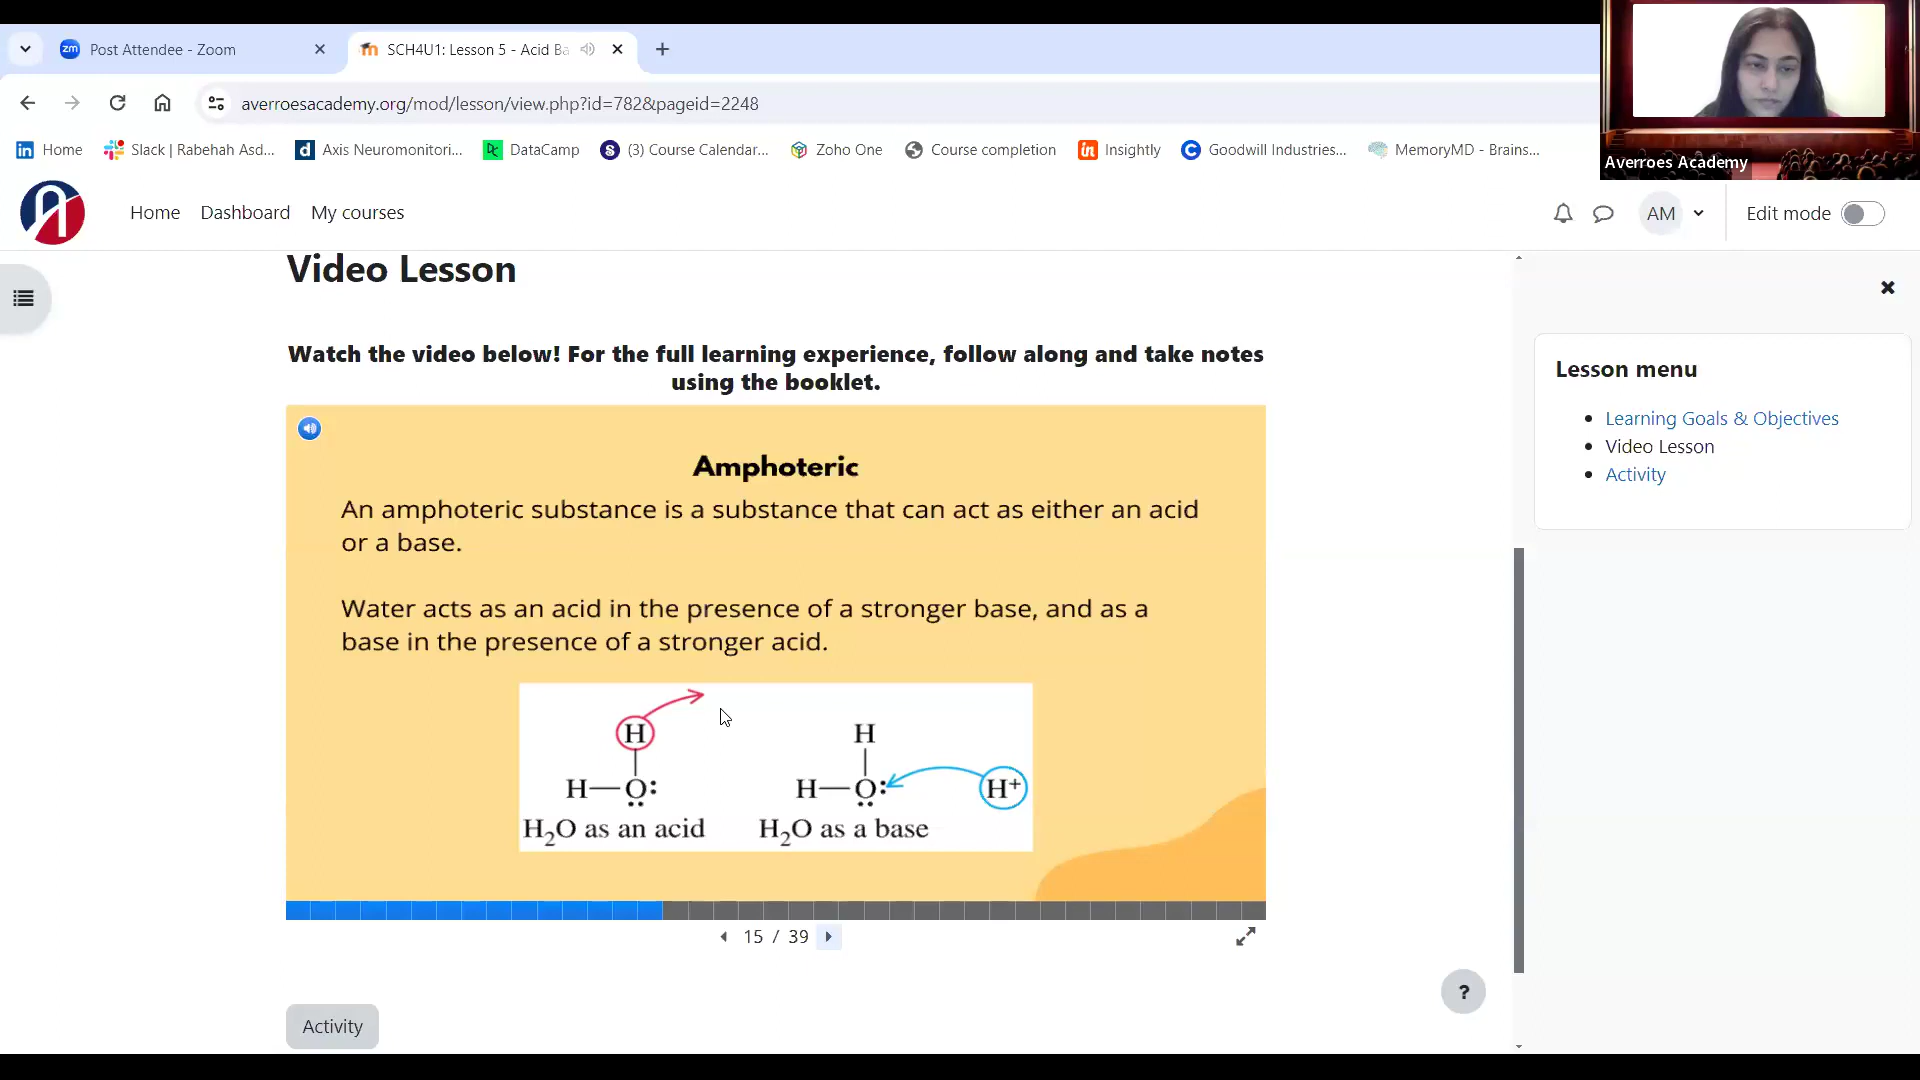 Post Attendee - Zoom
SCH4U1: Lesson 5 - Acid Ba
averroesacademy.org/mod/lesson/view.php?id=782&pageid=2248
Home
Slack | Rabehah Asd...
Axis Neuromonitori...
DataCamp
(3) Course Calendar...
Zoho One
Course completion
Insightly
Goodwill Industries...
MemoryMD - Brains...
Averroes Academy
Home
Dashboard
My courses
AM
Edit mode
Video Lesson
Watch the video below! For the full learning experience, follow along and take notes
using the booklet.
Lesson menu
Learning Goals & Objectives
Video Lesson
Activity
Amphoteric
An amphoteric substance is a substance that can act as either an acid
or a base.
Water acts as an acid in the presence of a stronger base, and as a
base in the presence of a stronger acid.
H
H—O:
H₂O as an acid
H
H—O:
H⁺
H₂O as a base
15 / 39
?
Activity